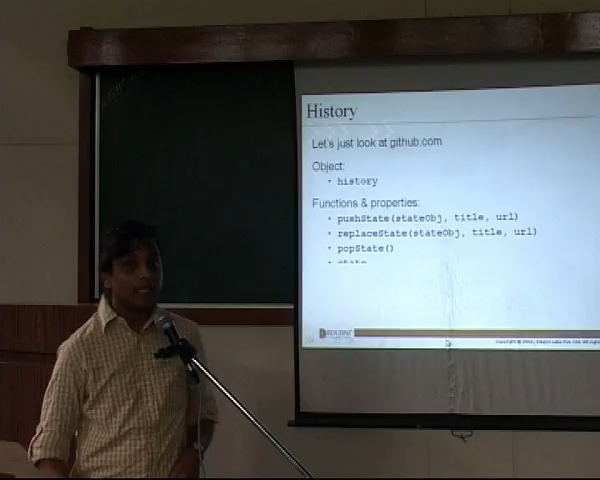 History
Let's just look at github.com
Object:
• history
Functions & properties:
• pushState(stateObj, title, url)
• replaceState(stateObj, title, url)
• popState()
• state